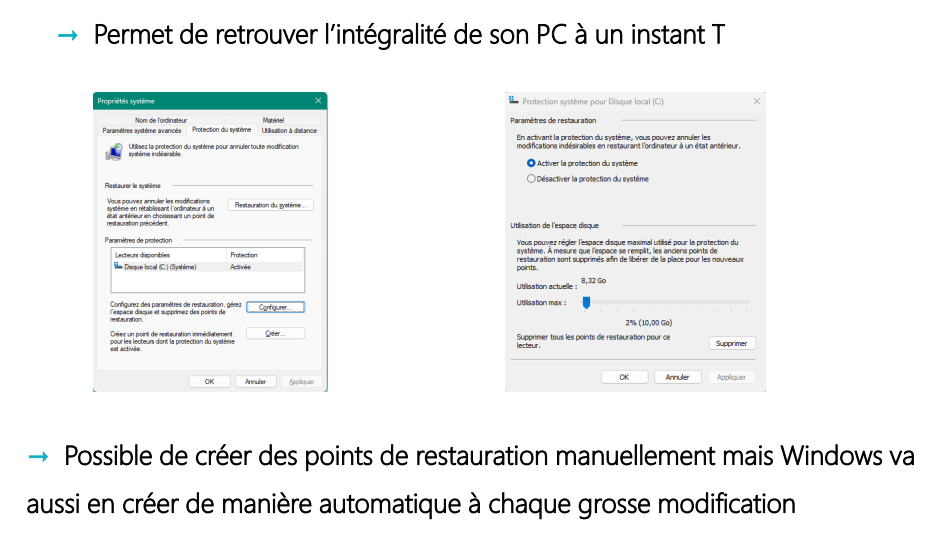 → Permet de retrouver l'intégralité de son PC à un instant T
Propriétés système
Nom de l'ordinateur Matériel
Paramètres système avancés Protection du système Utilisation à distance
Utilisez la protection du système pour annuler toute modification
système indésirable.
Restaurer le système
Vous pouvez annuler les modifications
système en rétablissant l'ordinateur à un
état antérieur en choisissant un point de
restauration précédent.
Restauration du système...
Paramètres de protection
Lecteurs disponibles Protection
Disque local (C:) (Système) Activée
Configurez des paramètres de restauration, gérez
l'espace disque et supprimez des points de
restauration.
Configurer...
Créez un point de restauration immédiatement
pour les lecteurs dont la protection du système
est activée.
Créer...
OK Annuler Appliquer
Protection système pour Disque local (C:)
Paramètres de restauration
En activant la protection du système, vous pouvez annuler les
modifications indésirables en restaurant l'ordinateur à un état antérieur.
Activer la protection du système
Désactiver la protection du système
Utilisation de l'espace disque
Vous pouvez régler l'espace disque maximal utilisé pour la protection du
système. À mesure que l'espace se remplit, les anciens points de
restauration sont supprimés afin de libérer de la place pour les nouveaux
points.
Utilisation actuelle : 8,32 Go
Utilisation max :
2% (10,00 Go)
Supprimer tous les points de restauration pour ce
lecteur.
Supprimer
OK Annuler Appliquer
→ Possible de créer des points de restauration manuellement mais Windows va
aussi en créer de manière automatique à chaque grosse modification